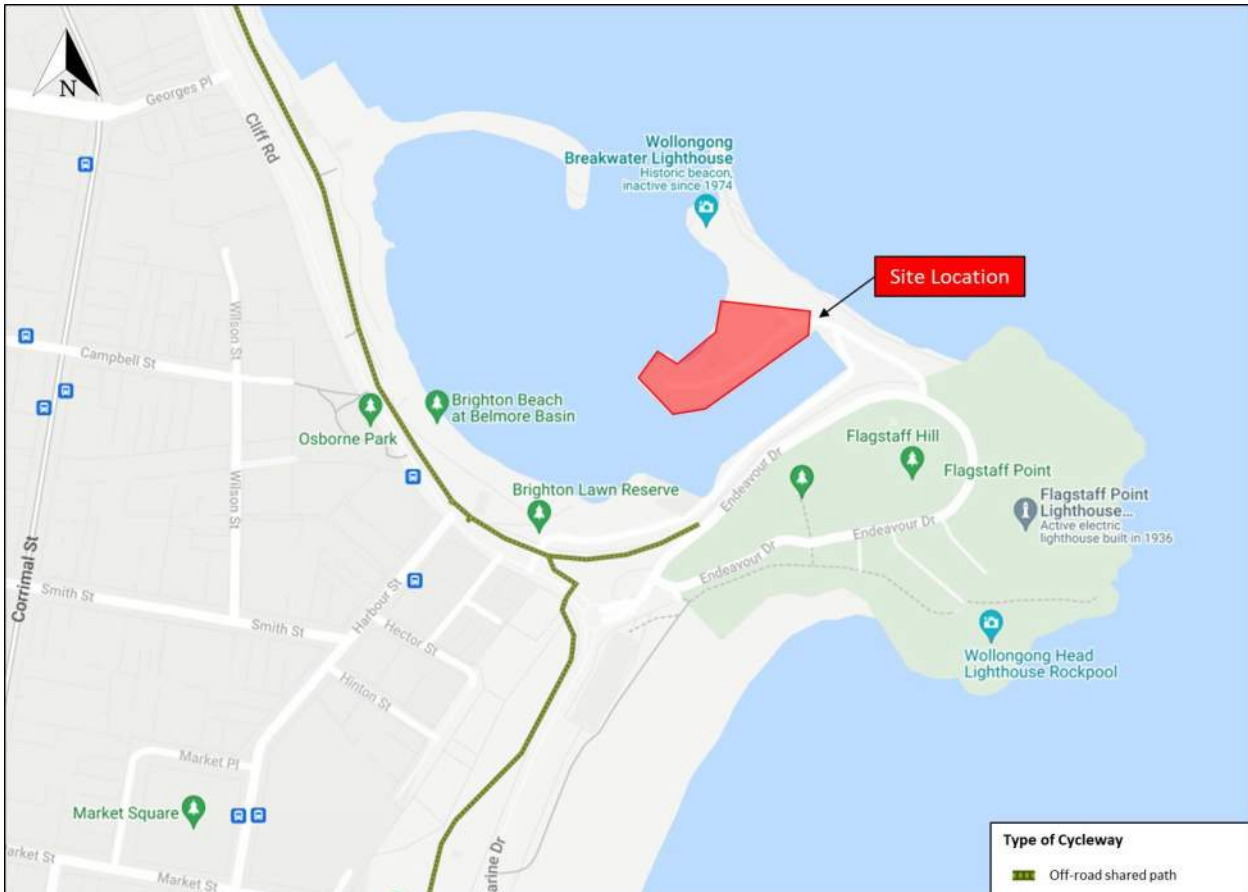 N
Georges Pl
Cliff Rd
Wollongong
Breakwater Lighthouse
Historic beacon,
inactive since 1974
Site Location
Wilson St
Campbell St
Brighton Beach
at Belmore Basin
Osborne Park
Flagstaff Hill
Flagstaff Point
Endeavour Dr
Brighton Lawn Reserve
Flagstaff Point
Lighthouse...
Active electric
lighthouse built in 1936
Wilson St
Endeavour Dr
Endeavour Dr
Corrimal St
Smith St
Harbour St
Smith St
Hector St
Wollongong Head
Lighthouse Rockpool
Hinton St
Market Pl
Market Square
Market St
Type of Cycleway
Off-road shared path